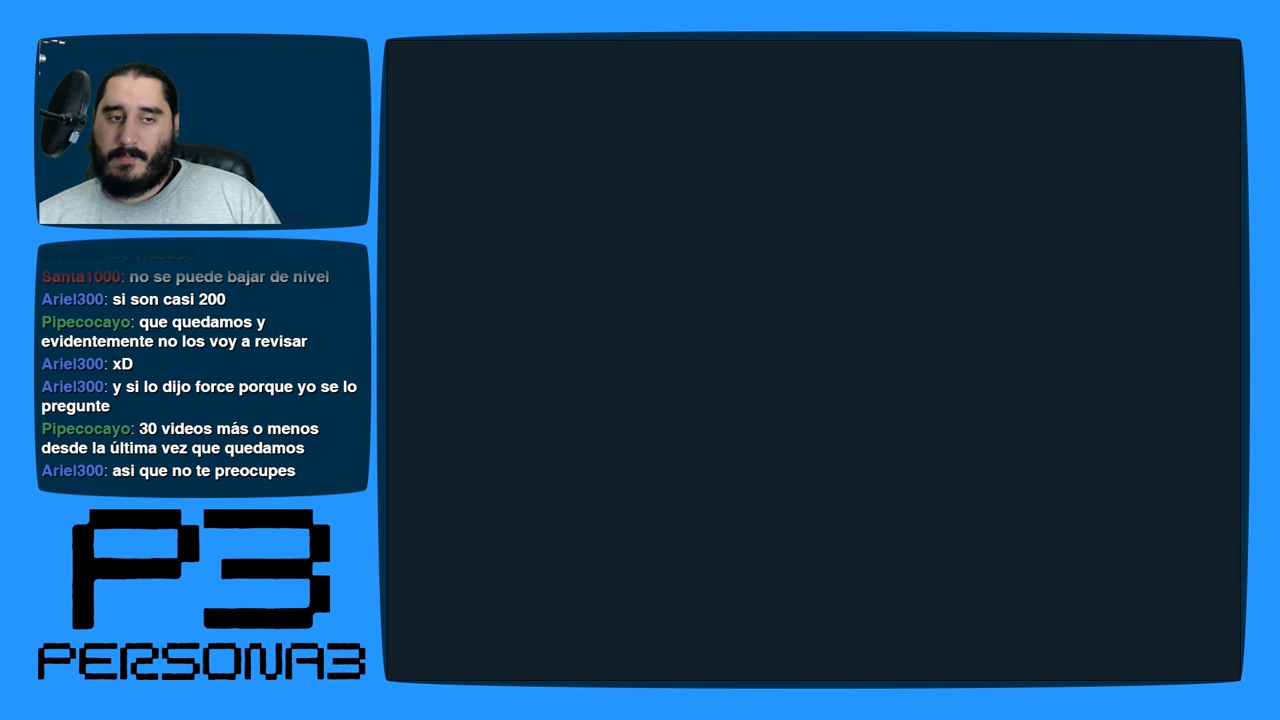 Santa1000: no se puede bajar de nivel
Ariel300: si son casi 200
Pipecocayo: que quedamos y
evidentemente no los voy a revisar
Ariel300: xD
Ariel300: y si lo dijo force porque yo se lo
pregunte
Pipecocayo: 30 videos más o menos
desde la última vez que quedamos
Ariel300: asi que no te preocupes
P3
PERSONA3